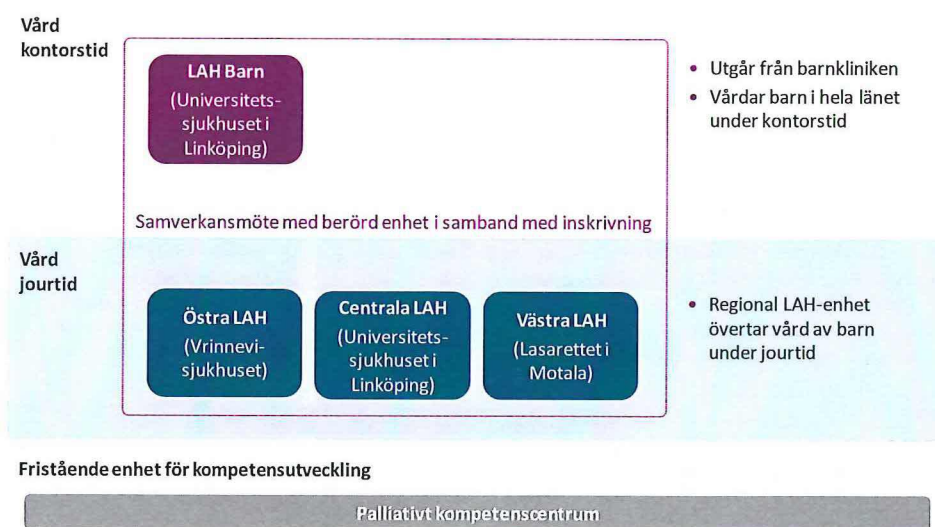 Vård
kontorstid
LAH Barn
(Universitets-
sjukhuset i
Linköping)
• Utgår från barnkliniken
• Vårdar barn i hela länet
under kontorstid
Samverkansmöte med berörd enhet i samband med inskrivning
Vård
jourtid
Östra LAH
(Vrinnevi-
sjukhuset)
Centrala LAH
(Universitets-
sjukhuset i
Linköping)
Västra LAH
(Lasarettet i
Motala)
• Regional LAH-enhet
övertar vård av barn
under jourtid
Fristående enhet för kompetensutveckling
Palliativt kompetenscentrum